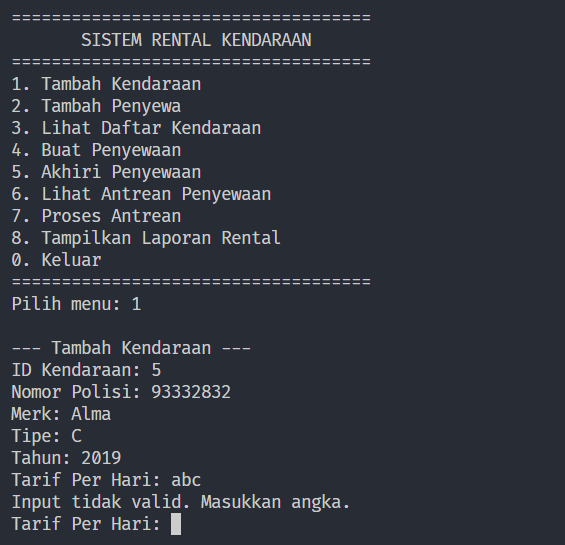 ====================================
SISTEM RENTAL KENDARAAN
====================================
1. Tambah Kendaraan
2. Tambah Penyewa
3. Lihat Daftar Kendaraan
4. Buat Penyewaan
5. Akhiri Penyewaan
6. Lihat Antrean Penyewaan
7. Proses Antrean
8. Tampilkan Laporan Rental
0. Keluar
====================================
Pilih menu: 1

--- Tambah Kendaraan ---
ID Kendaraan: 5
Nomor Polisi: 93332832
Merk: Alma
Tipe: C
Tahun: 2019
Tarif Per Hari: abc
Input tidak valid. Masukkan angka.
Tarif Per Hari: